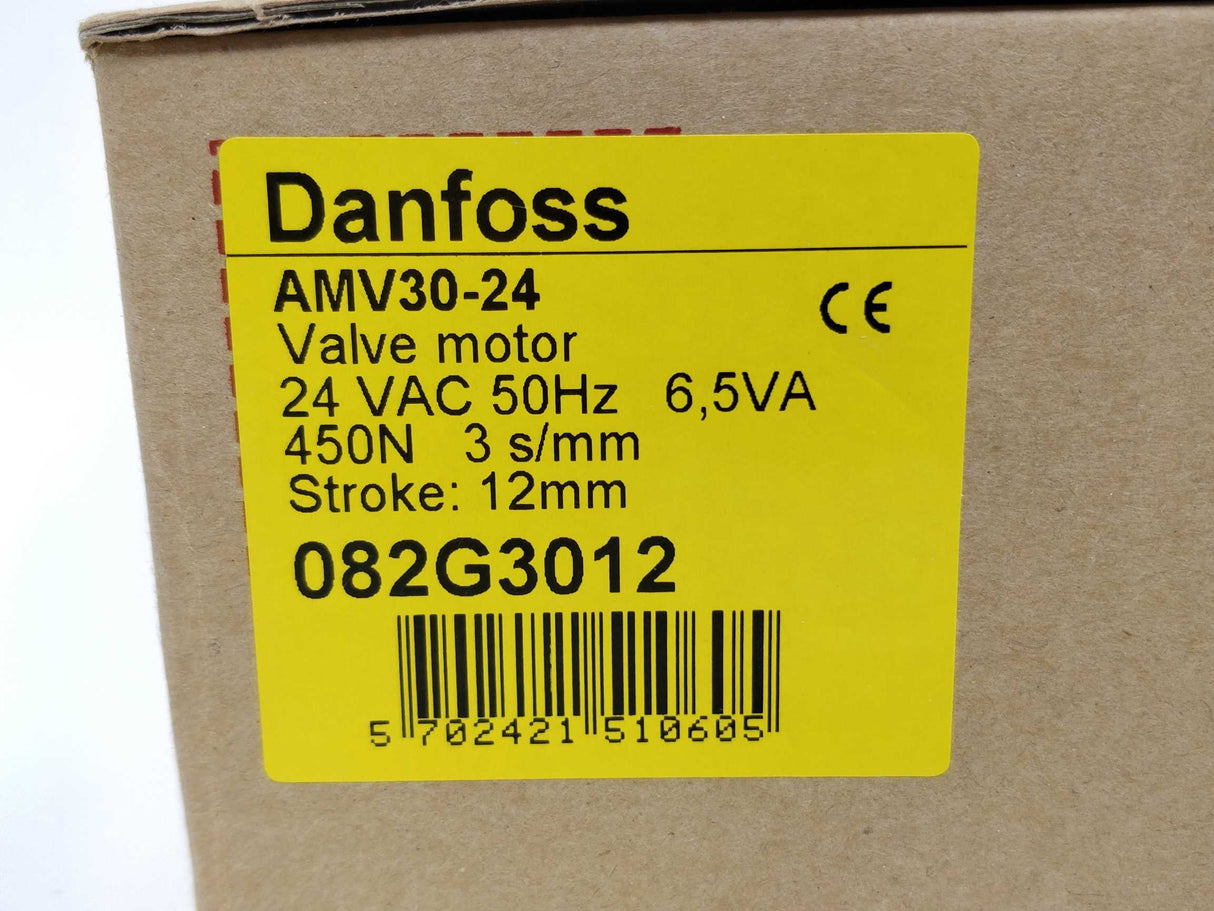 Danfoss
AMV30-24
CE
Valve motor
24 VAC 50Hz 6,5VA
450N 3 s/mm
Stroke: 12mm
082G3012
5 702421 510605